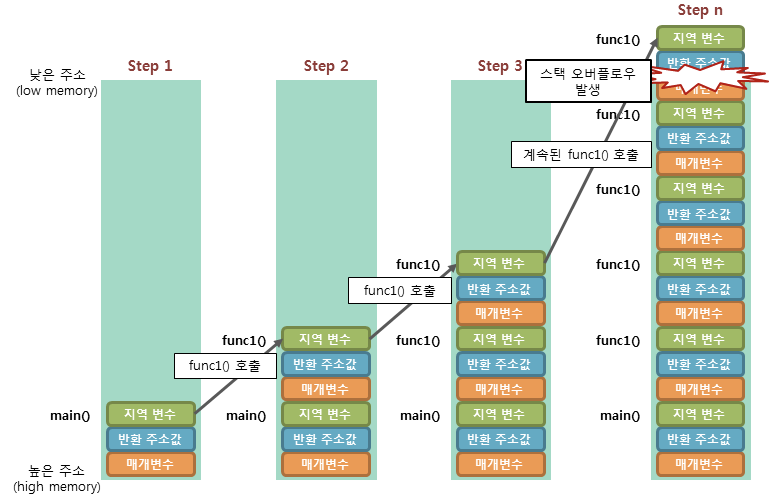 Step 1
Step 2
Step 3
Step n
낮은 주소
(low memory)
높은 주소
(high memory)
main()
지역 변수
반환 주소값
매개변수
func1() 호출
func1()
지역 변수
반환 주소값
매개변수
main()
지역 변수
반환 주소값
매개변수
func1() 호출
func1()
지역 변수
반환 주소값
매개변수
func1()
지역 변수
반환 주소값
매개변수
main()
지역 변수
반환 주소값
매개변수
계속된 func1() 호출
스택 오버플로우
발생
func1()
지역 변수
반환 주소값
매개변수
func1()
지역 변수
반환 주소값
매개변수
func1()
지역 변수
반환 주소값
매개변수
func1()
지역 변수
반환 주소값
매개변수
func1()
지역 변수
반환 주소값
매개변수
main()
지역 변수
반환 주소값
매개변수